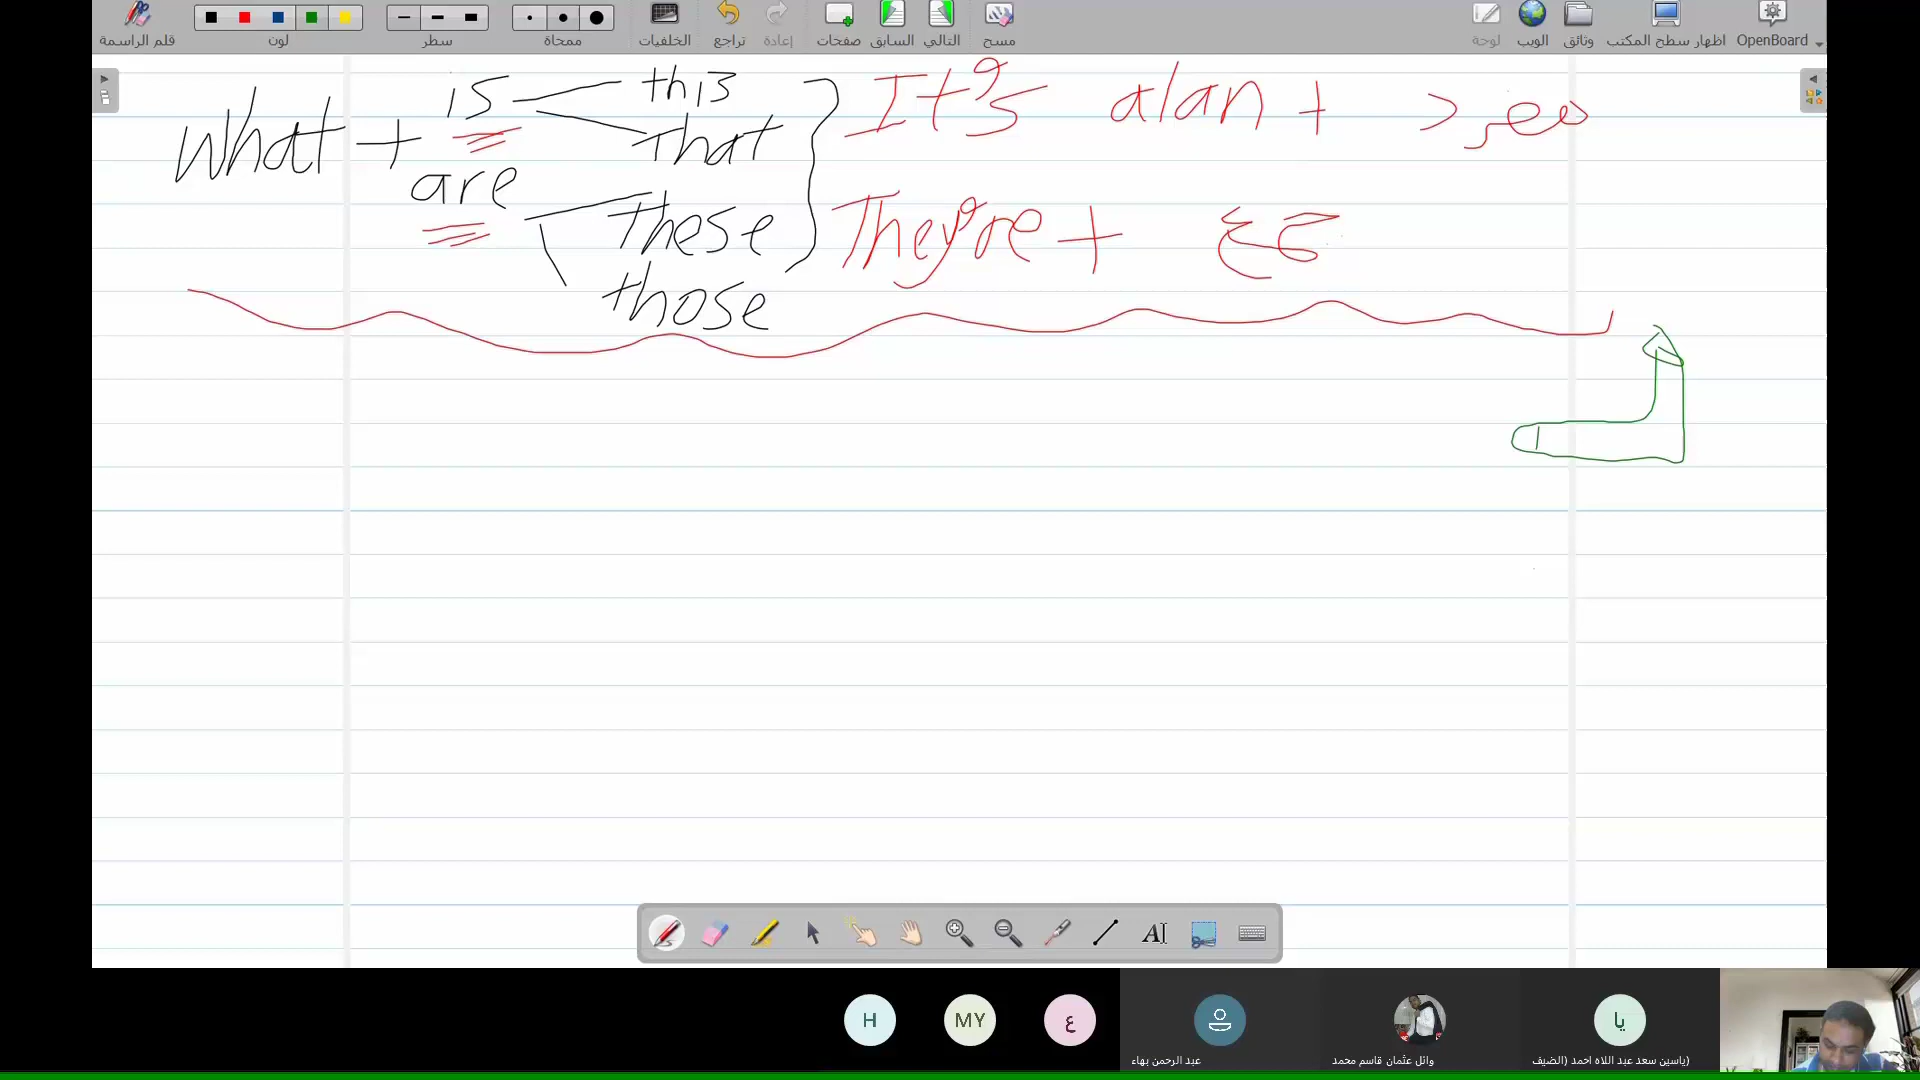 قلم الراسمة لون سطر ممحاة الخلفيات تراجع إعادة صفحات السابق التالي مسح لوحة الويب وثائق اظهار سطح المكتب OpenBoard
What + is this It's a/an + مفرد
that
are these They're + جمع
those
H MY ع يا
عبد الرحمن بهاء وائل عثمان قاسم محمد ياسين سعد عبد اللاه احمد (الضيف)